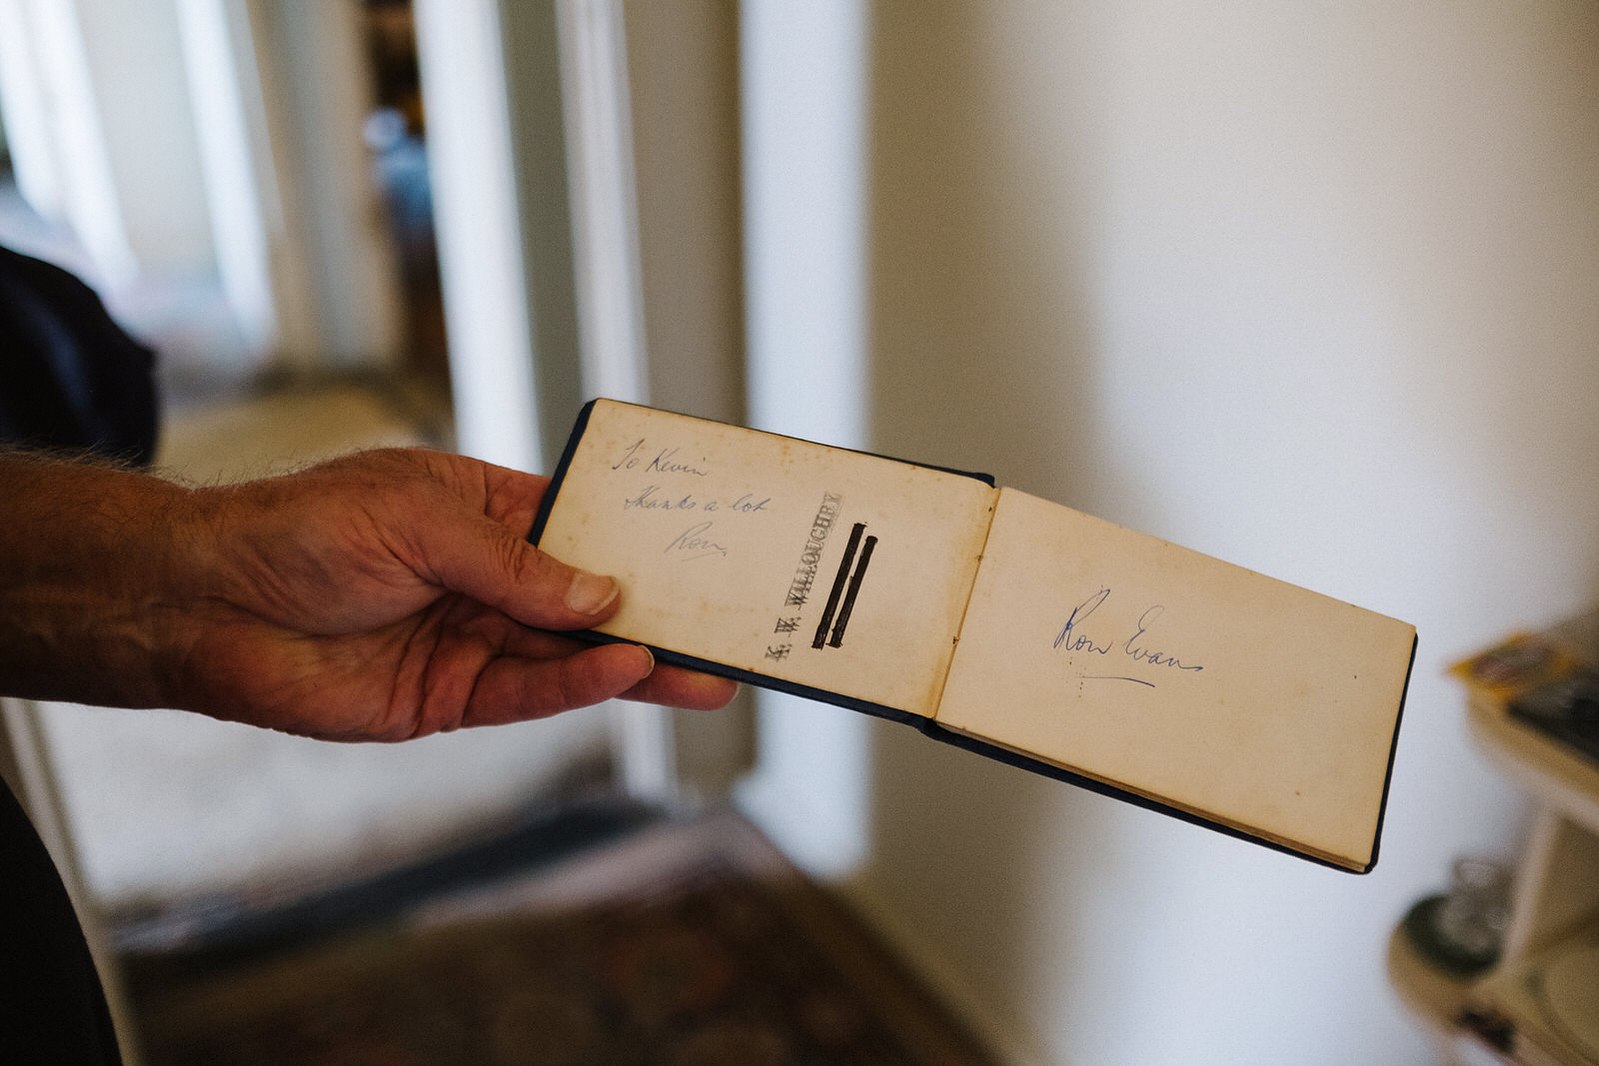 To Kevin
thanks a lot
Ron
K. W. WILLOUGHBY
Ron Evans